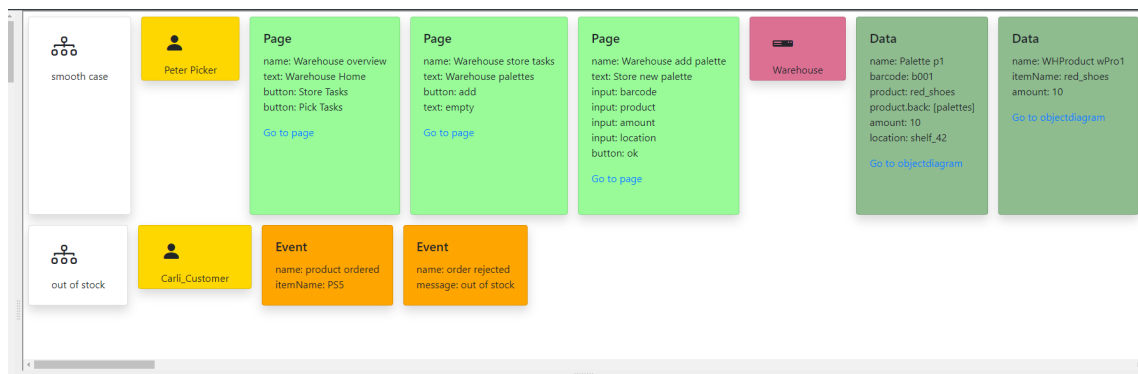 smooth case
Peter Picker
Page
name: Warehouse overview
text: Warehouse Home
button: Store Tasks
button: Pick Tasks
Go to page
Page
name: Warehouse store tasks
text: Warehouse palettes
button: add
text: empty
Go to page
Page
name: Warehouse add palette
text: Store new palette
input: barcode
input: product
input: amount
input: location
button: ok
Go to page
Warehouse
Data
name: Palette p1
barcode: b001
product: red_shoes
product.back: [palettes]
amount: 10
location: shelf_42
Go to objectdiagram
Data
name: WHProduct wPro1
itemName: red_shoes
amount: 10
Go to objectdiagram
out of stock
Carli_Customer
Event
name: product ordered
itemName: PS5
Event
name: order rejected
message: out of stock